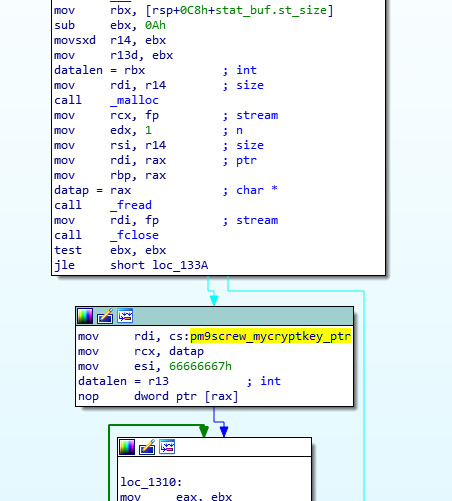 mov rbx, [rsp+0C8h+stat_buf.st_size]
sub ebx, 0Ah
movsxd r14, ebx
mov r13d, ebx
datalen = rbx ; int
mov rdi, r14 ; size
call _malloc
mov rcx, fp ; stream
mov edx, 1 ; n
mov rsi, r14 ; size
mov rdi, rax ; ptr
mov rbp, rax
datap = rax ; char *
call _fread
mov rdi, fp ; stream
call _fclose
test ebx, ebx
jle short loc_133A
mov rdi, cs:pm9screw_mycryptkey_ptr
mov rcx, datap
mov esi, 66666667h
datalen = r13 ; int
nop dword ptr [rax]
loc_1310:
mov eax, ebx